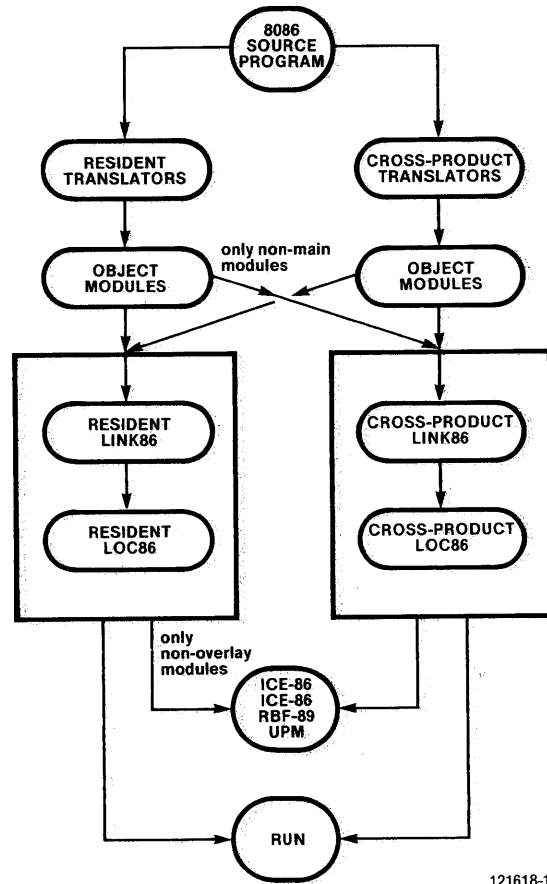 8086
SOURCE
PROGRAM
RESIDENT
TRANSLATORS
CROSS-PRODUCT
TRANSLATORS
only non-main
modules
OBJECT
MODULES
OBJECT
MODULES
RESIDENT
LINK86
CROSS-PRODUCT
LINK86
RESIDENT
LOC86
CROSS-PRODUCT
LOC86
only
non-overlay
modules
ICE-86
ICE-86
RBF-89
UPM
RUN
121618-1